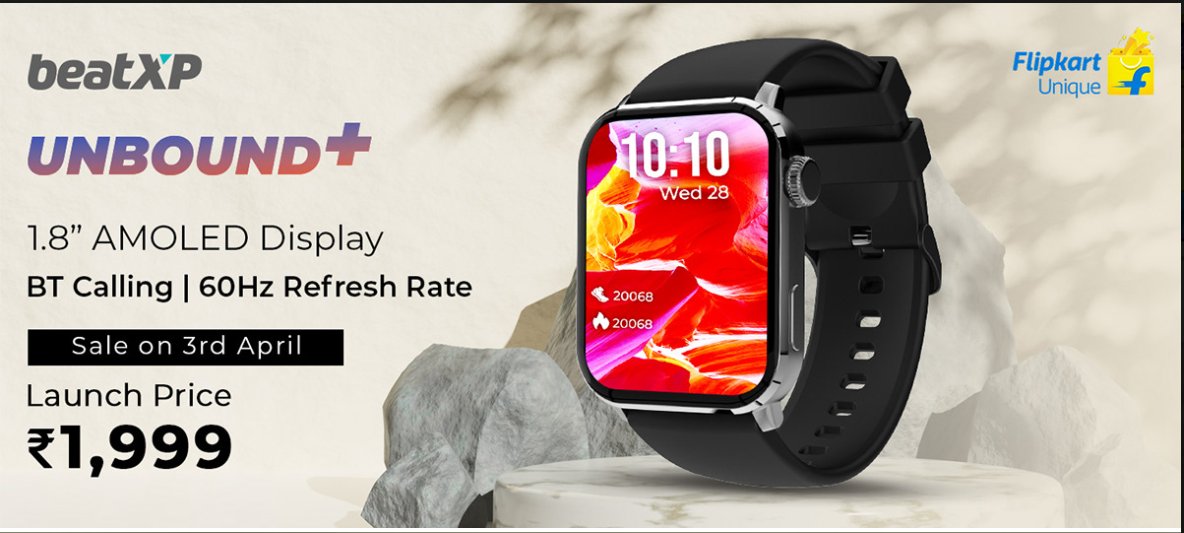 beatXP
UNBOUND+
1.8” AMOLED Display
BT Calling | 60Hz Refresh Rate
Sale on 3rd April
Launch Price
₹1,999
10:10
Wed 28
20068
20068
Flipkart
Unique
f